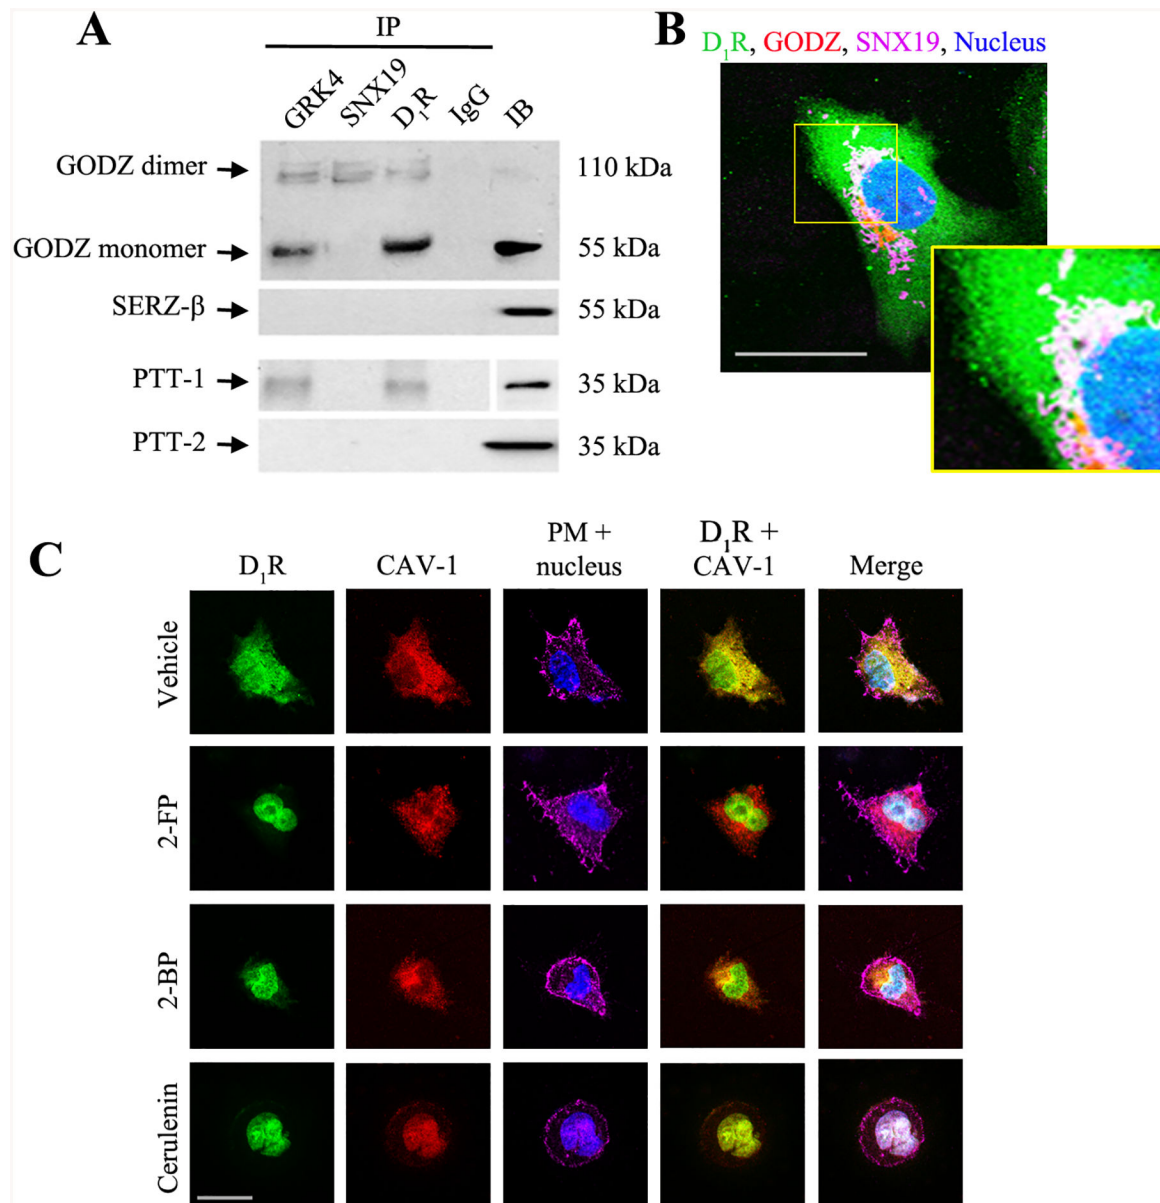 A
IP
GRK4 SNX19 D₁R IgG IB
GODZ dimer 110 kDa
GODZ monomer 55 kDa
SERZ-β 55 kDa
PTT-1 35 kDa
PTT-2 35 kDa
B
D₁R, GODZ, SNX19, Nucleus
C
D₁R CAV-1 PM + nucleus D₁R + CAV-1 Merge
Vehicle
2-FP
2-BP
Cerulenin